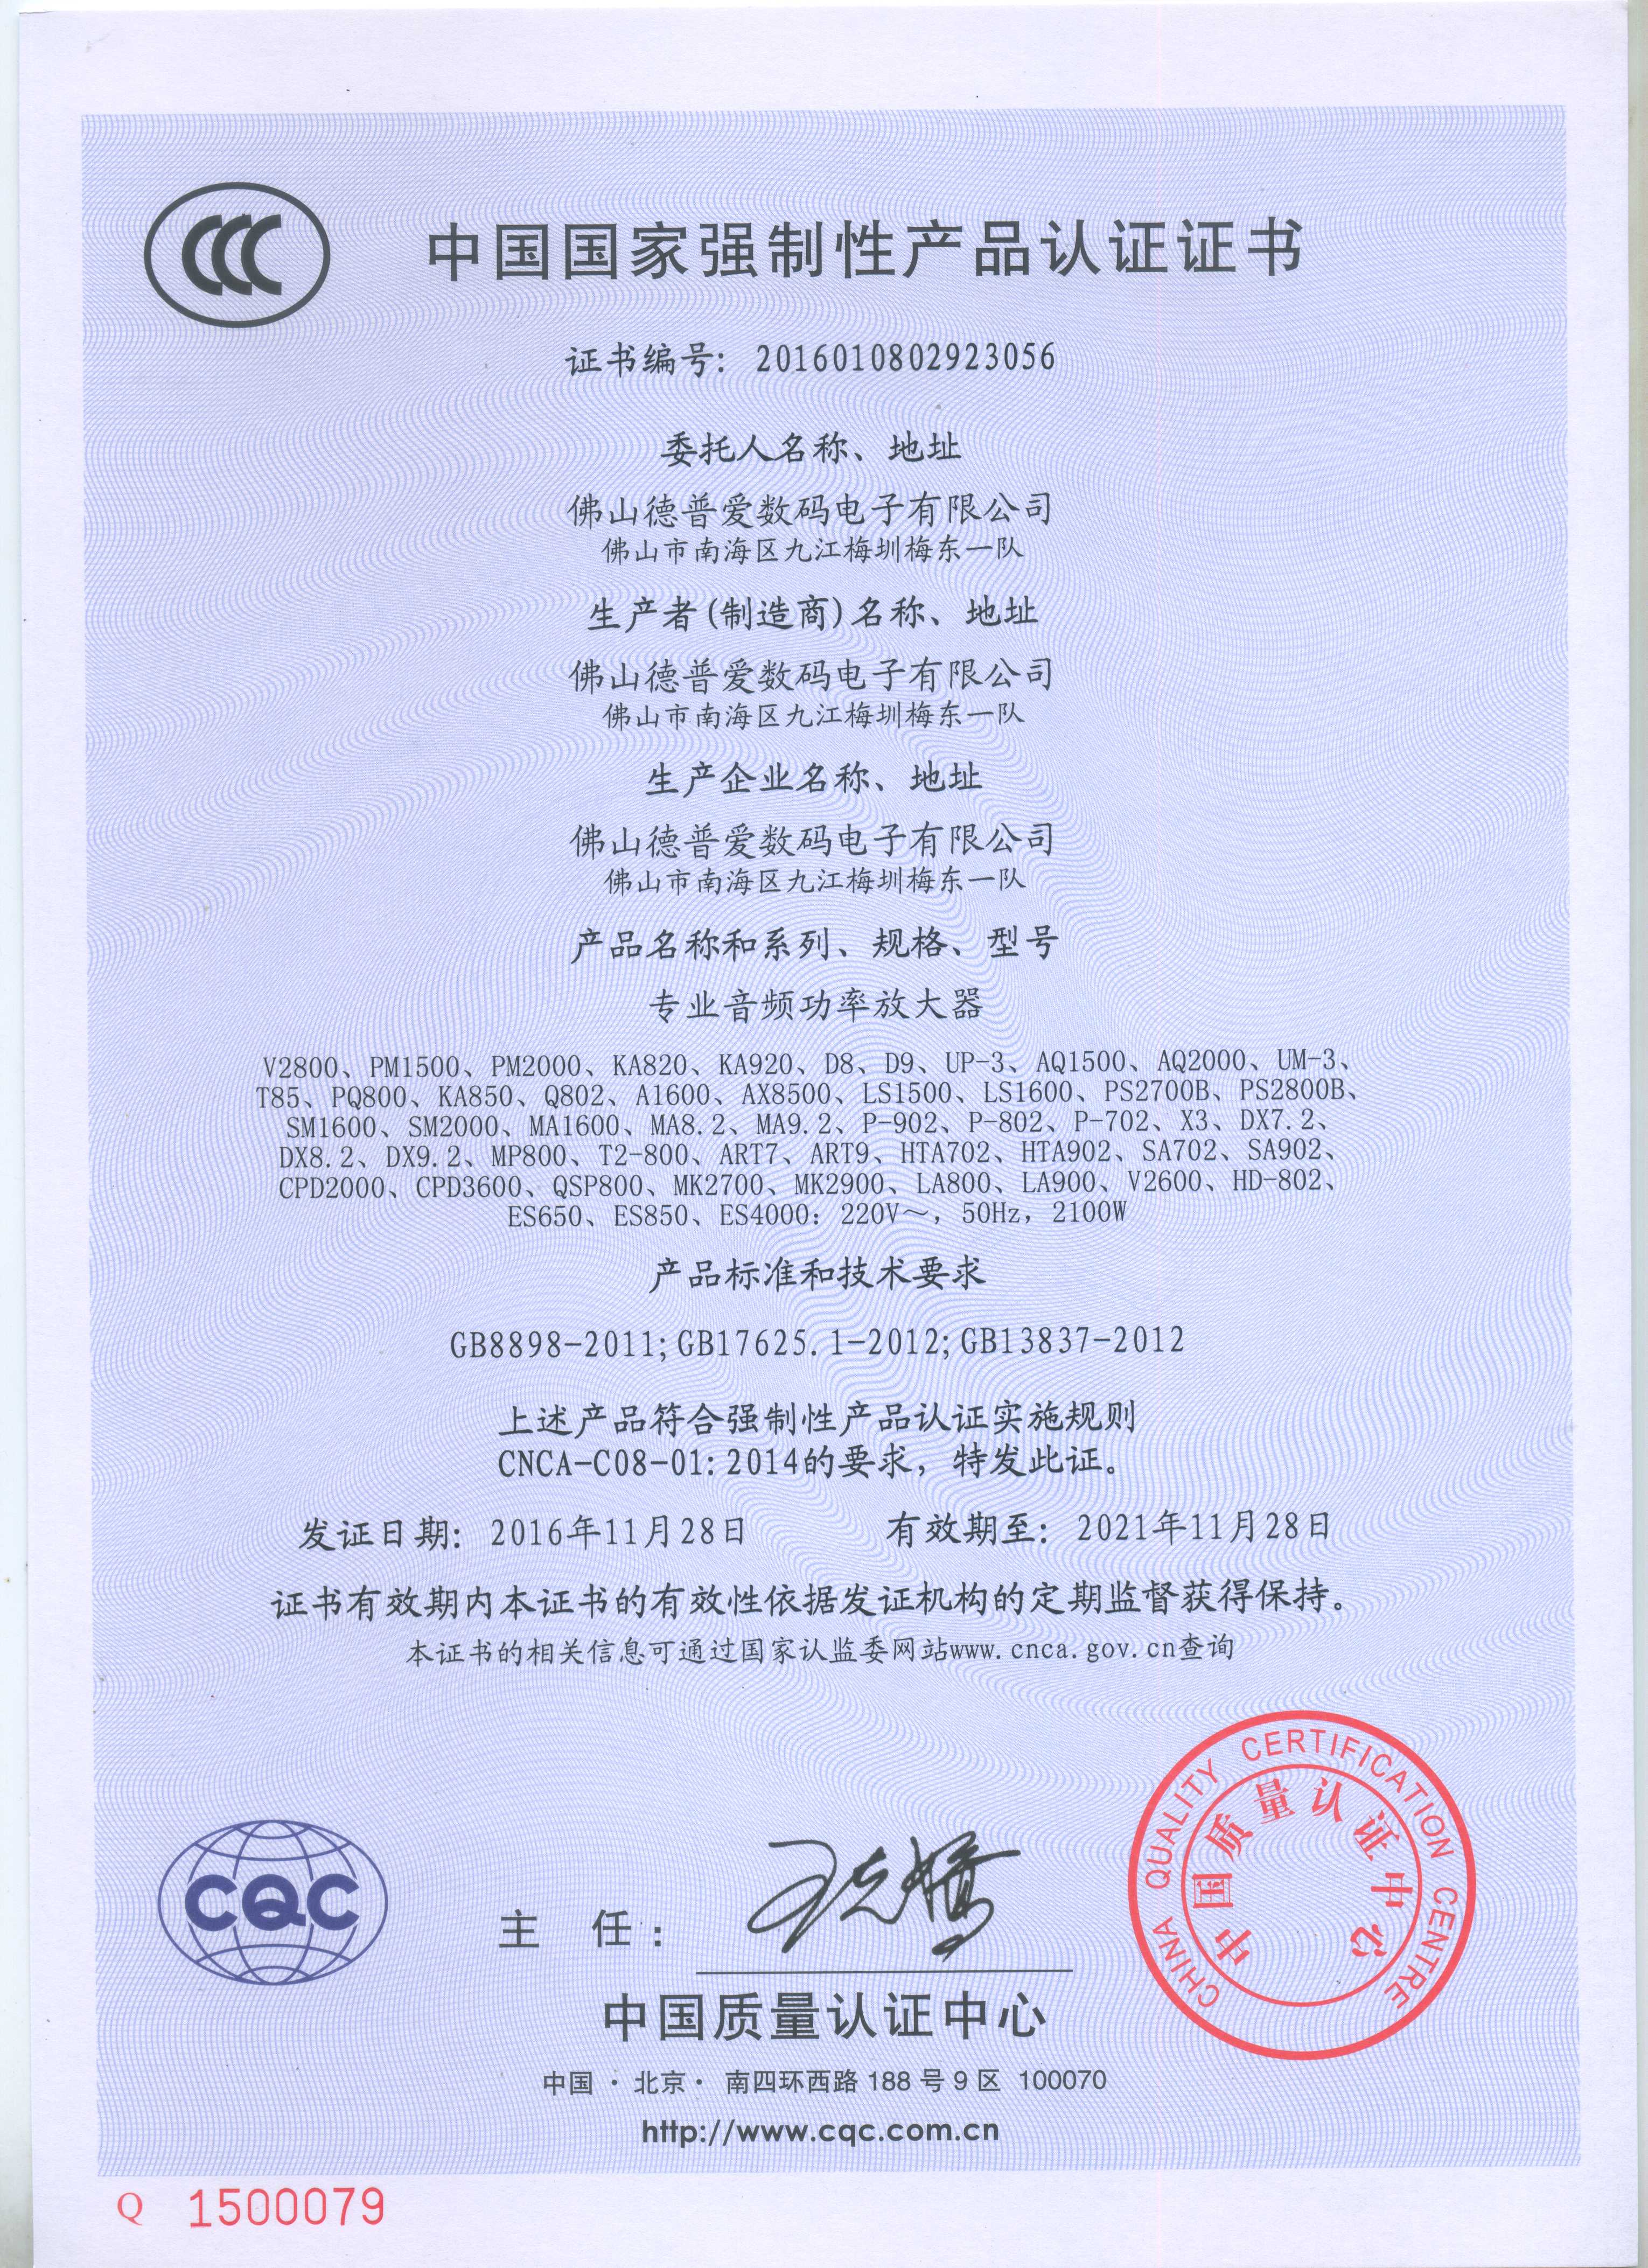 CCC
中国国家强制性产品认证证书
证书编号: 2016010802923056
委托人名称、地址
佛山德普爱数码电子有限公司
佛山市南海区九江梅圳梅东一队
生产者(制造商)名称、地址
佛山德普爱数码电子有限公司
佛山市南海区九江梅圳梅东一队
生产企业名称、地址
佛山德普爱数码电子有限公司
佛山市南海区九江梅圳梅东一队
产品名称和系列、规格、型号
专业音频功率放大器
V2800、PM1500、PM2000、KA820、KA920、D8、D9、UP-3、AQ1500、AQ2000、UM-3、
T85、PQ800、KA850、Q802、A1600、AX8500、LS1500、LS1600、PS2700B、PS2800B、
SM1600、SM2000、MA1600、MA8.2、MA9.2、P-902、P-802、P-702、X3、DX7.2、
DX8.2、DX9.2、MP800、T2-800、ART7、ART9、HTA702、HTA902、SA702、SA902、
CPD2000、CPD3600、QSP800、MK2700、MK2900、LA800、LA900、V2600、HD-802、
ES650、ES850、ES4000: 220V～, 50Hz, 2100W
产品标准和技术要求
GB8898-2011;GB17625.1-2012;GB13837-2012
上述产品符合强制性产品认证实施规则
CNCA-C08-01:2014的要求，特发此证。
发证日期: 2016年11月28日 有效期至: 2021年11月28日
证书有效期内本证书的有效性依据发证机构的定期监督获得保持。
本证书的相关信息可通过国家认监委网站www.cnca.gov.cn查询
CQC
主 任:
CHINA QUALITY CERTIFICATION CENTRE
中国质量认证中心
中国质量认证中心
中国·北京· 南四环西路188号9区 100070
http://www.cqc.com.cn
Q 1500079